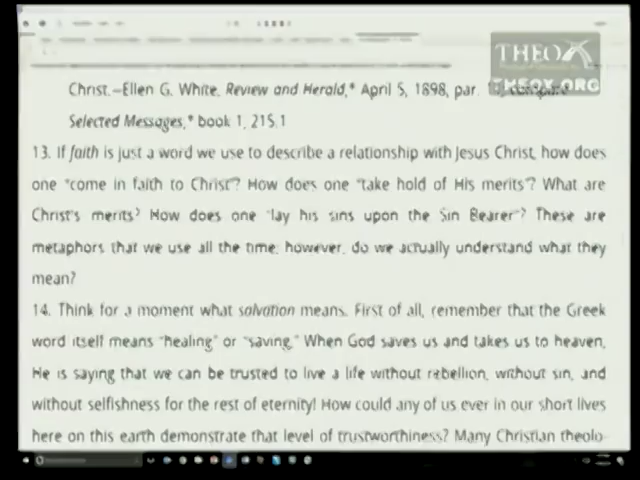 THEOX
THEOX.ORG
Christ.—Ellen G. White, Review and Herald,* April 5, 1898, par.
Selected Messages,* book 1, 215.1
13. If faith is just a word we use to describe a relationship with Jesus Christ, how does
one "come in faith to Christ"? How does one "take hold of His merits"? What are
Christ's merits? How does one "lay his sins upon the Sin Bearer"? These are
metaphors that we use all the time; however, do we actually understand what they
mean?
14. Think for a moment what salvation means. First of all, remember that the Greek
word itself means "healing" or "saving." When God saves us and takes us to heaven,
He is saying that we can be trusted to live a life without rebellion, without sin, and
without selfishness for the rest of eternity! How could any of us ever in our short lives
here on this earth demonstrate that level of trustworthiness? Many Christian theolo-